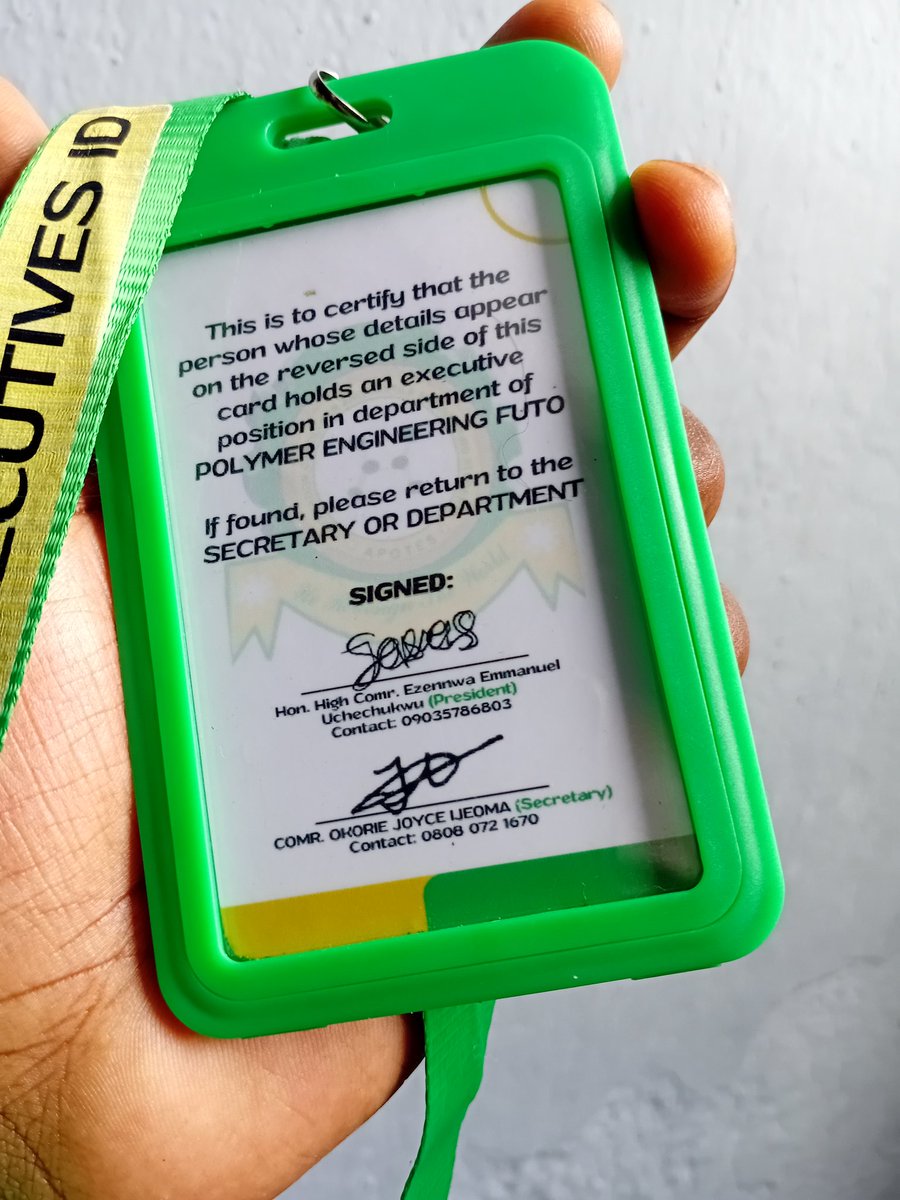 ECUTIVES ID
This is to certify that the
person whose details appear
on the reversed side of this
card holds an executive
position in department of
POLYMER ENGINEERING FUTO
If found, please return to the
SECRETARY OR DEPARTMENT
APOTES
SIGNED:
Hon. High Comr. Ezennwa Emmanuel
Uchechukwu (President)
Contact: 09035786803
COMR. OKORIE JOYCE IJEOMA (Secretary)
Contact: 0808 072 1670